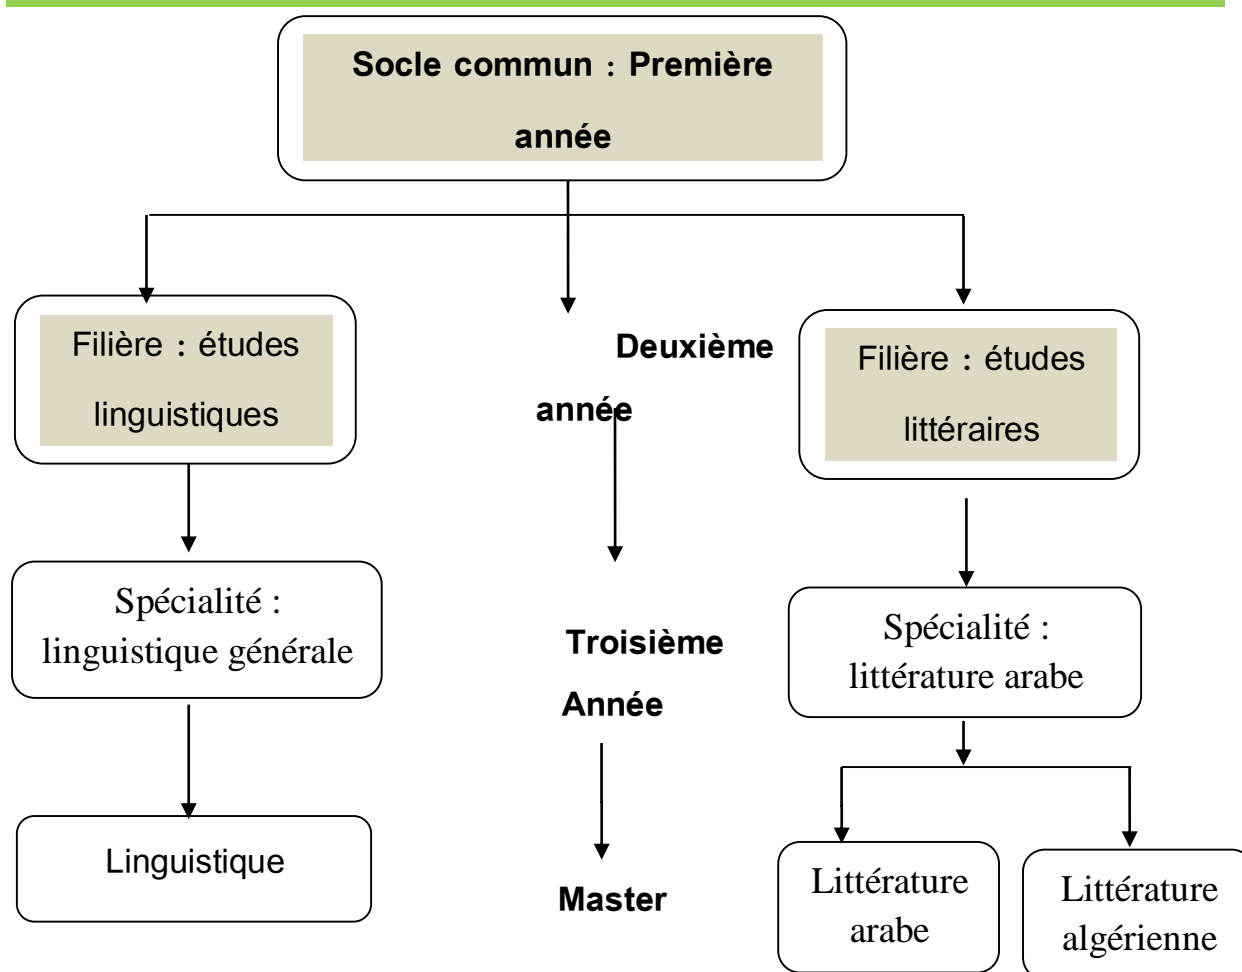 Socle commun : Première
année
Filière : études
linguistiques
Deuxième
année
Filière : études
littéraires
Spécialité :
linguistique générale
Troisième
Année
Spécialité :
littérature arabe
Linguistique
Master
Littérature
arabe
Littérature
algérienne